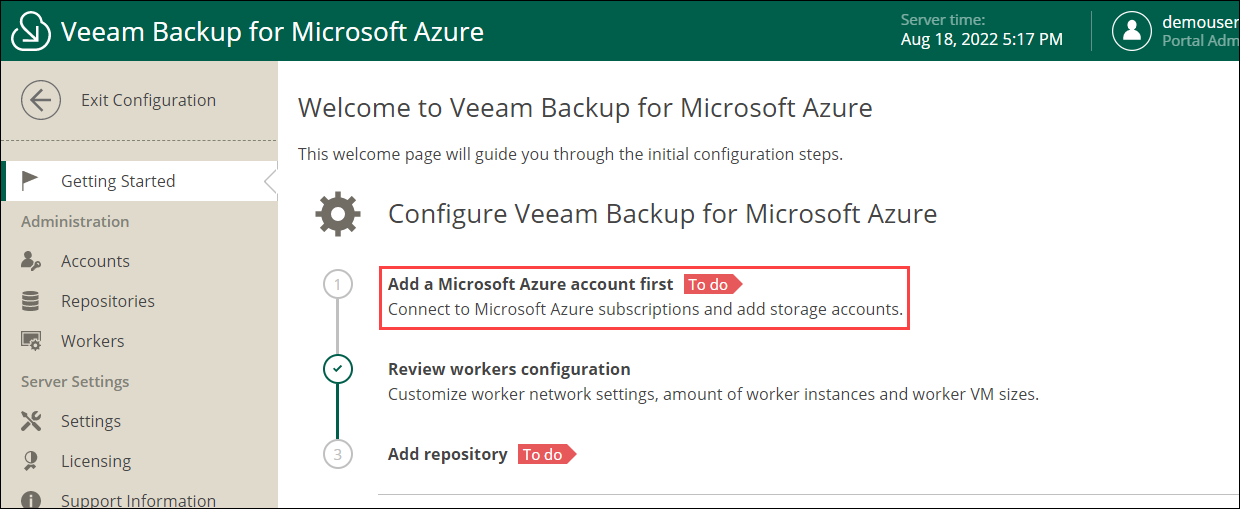 Veeam Backup for Microsoft Azure
Server time:
Aug 18, 2022 5:17 PM
demouser
Portal Adm
Exit Configuration
Getting Started
Administration
Accounts
Repositories
Workers
Server Settings
Settings
Licensing
Support Information
Welcome to Veeam Backup for Microsoft Azure
This welcome page will guide you through the initial configuration steps.
Configure Veeam Backup for Microsoft Azure
1 Add a Microsoft Azure account first To do
Connect to Microsoft Azure subscriptions and add storage accounts.
Review workers configuration
Customize worker network settings, amount of worker instances and worker VM sizes.
3 Add repository To do